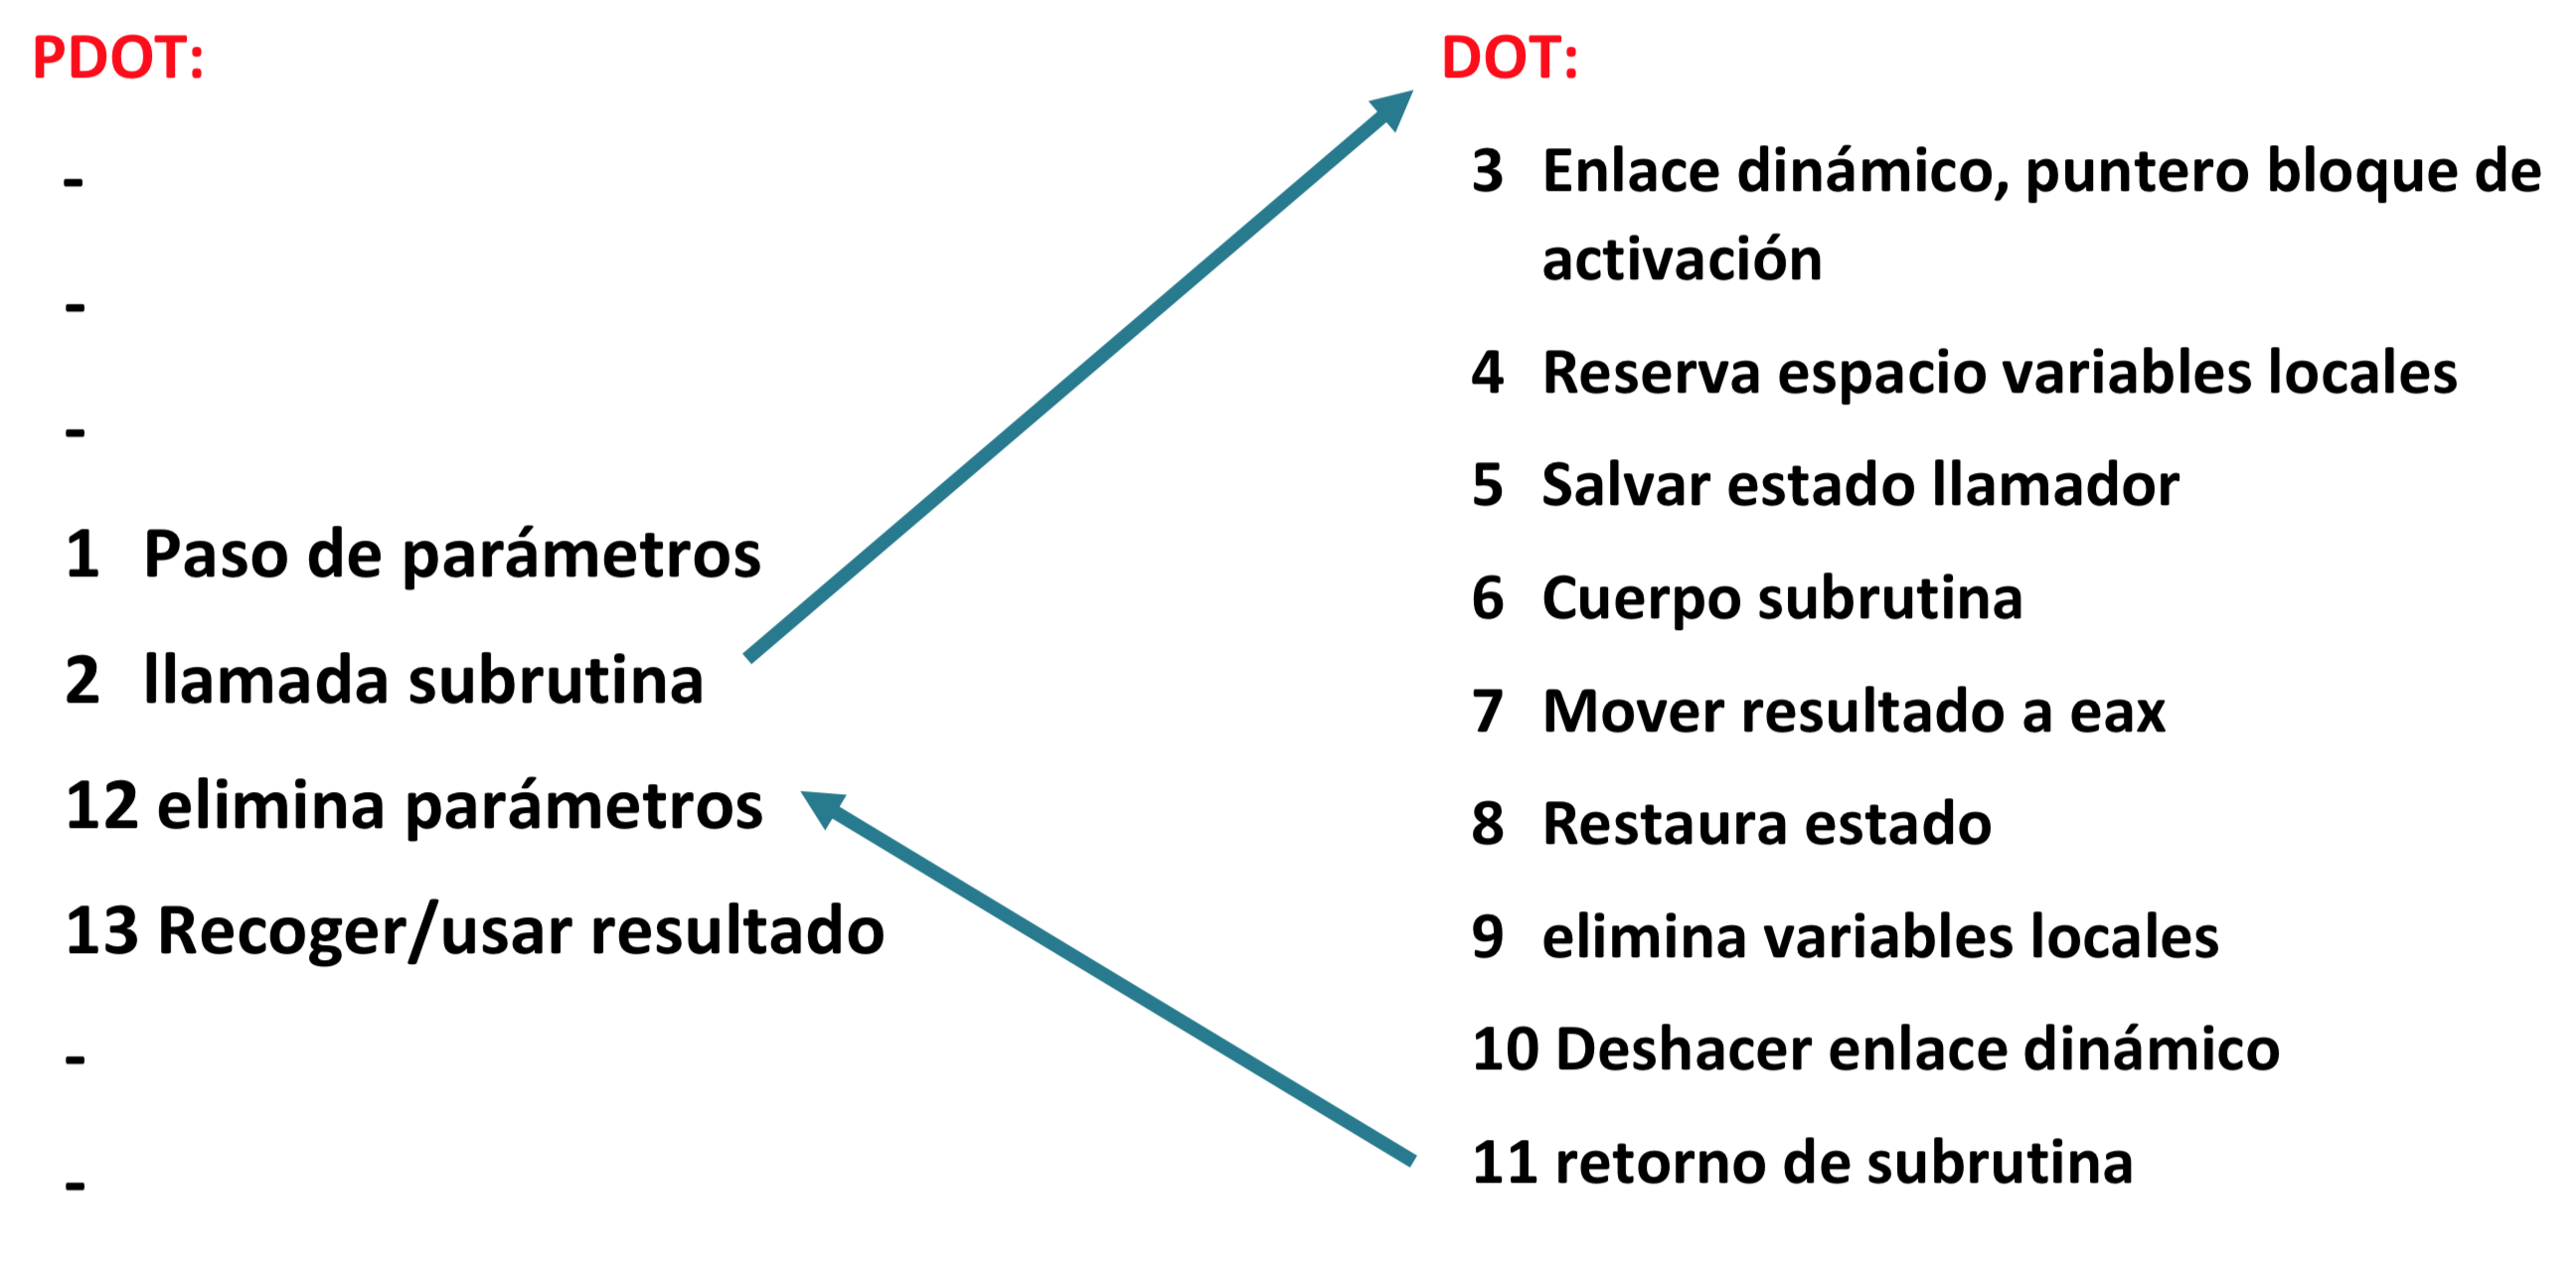 PDOT:
-
-
-
1 Paso de parámetros
2 llamada subrutina
12 elimina parámetros
13 Recoger/usar resultado
-
-
DOT:
3 Enlace dinámico, puntero bloque de
activación
4 Reserva espacio variables locales
5 Salvar estado llamador
6 Cuerpo subrutina
7 Mover resultado a eax
8 Restaura estado
9 elimina variables locales
10 Deshacer enlace dinámico
11 retorno de subrutina